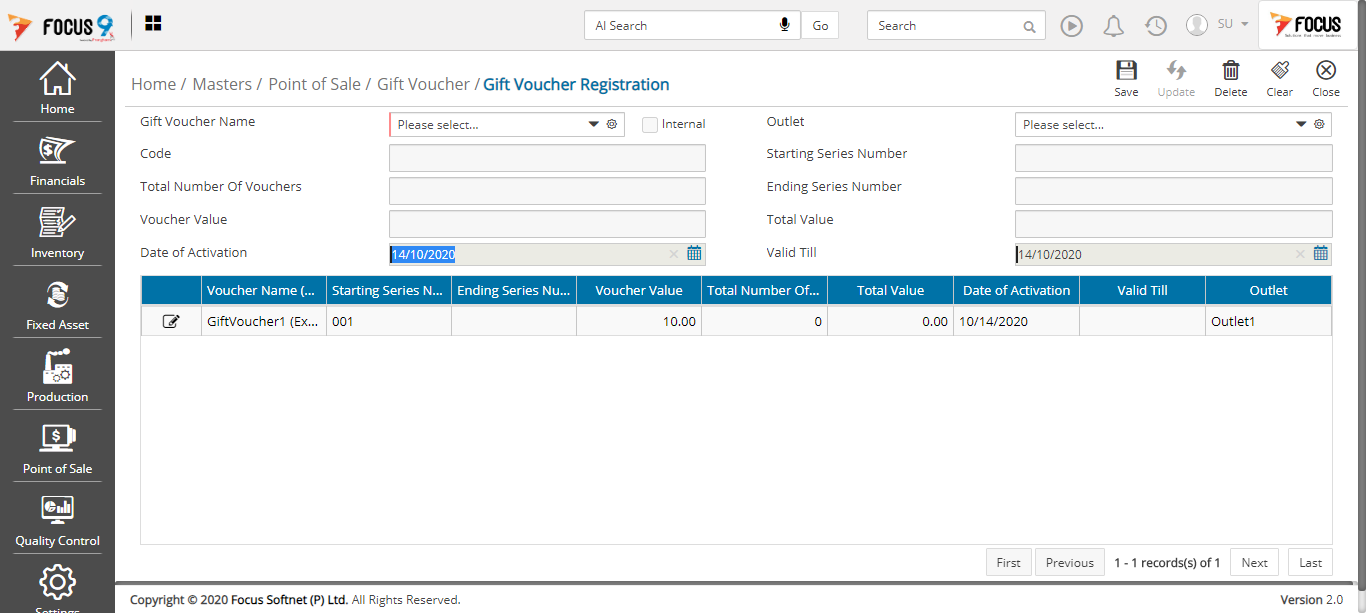 FOCUS 9
AI Search
Go
Search
SU
FOCUS
Home / Masters / Point of Sale / Gift Voucher / Gift Voucher Registration
Save
Update
Delete
Clear
Close
Home
Financials
Inventory
Fixed Asset
Production
Point of Sale
Quality Control
Settings
Gift Voucher Name
Please select...
Internal
Outlet
Please select...
Code
Starting Series Number
Total Number Of Vouchers
Ending Series Number
Voucher Value
Total Value
Date of Activation
14/10/2020
Valid Till
14/10/2020
Voucher Name (... Starting Series N... Ending Series Nu... Voucher Value Total Number Of... Total Value Date of Activation Valid Till Outlet
GiftVoucher1 (Ex... 001 10.00 0 0.00 10/14/2020 Outlet1
First Previous 1 - 1 records(s) of 1 Next Last
Copyright © 2020 Focus Softnet (P) Ltd. All Rights Reserved.
Version 2.0